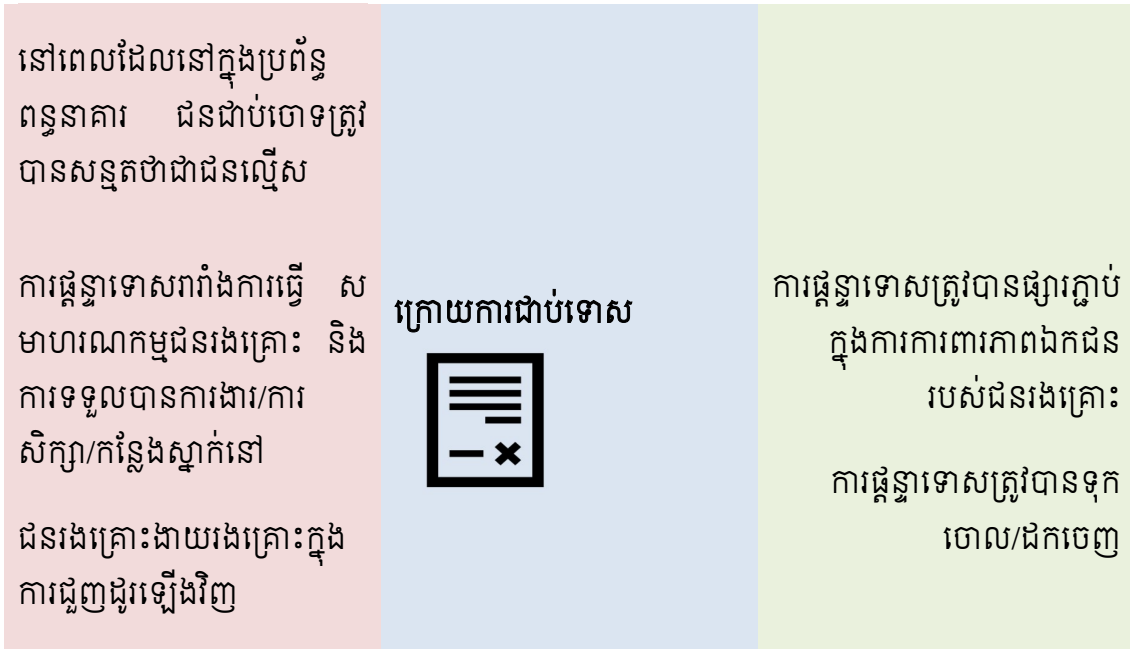 នៅពេលដែលនៅក្នុងប្រព័ន្ធ
ពន្ធនាគារ ជនជាប់ចោទត្រូវ
បានសន្មតថាជាជនល្មើស
ការផ្តន្ទាទោសរារាំងការធ្វើ ស
មាហរណកម្មជនរងគ្រោះ និង
ការទទួលបានការងារ/ការ
សិក្សា/កន្លែងស្នាក់នៅ
ជនរងគ្រោះងាយរងគ្រោះក្នុង
ការជួញដូរឡើងវិញ
ក្រោយការជាប់ទោស
ការផ្តន្ទាទោសត្រូវបានផ្សារភ្ជាប់
ក្នុងការការពារភាពឯកជន
របស់ជនរងគ្រោះ
ការផ្តន្ទាទោសត្រូវបានទុក
ចោល/ដកចេញ